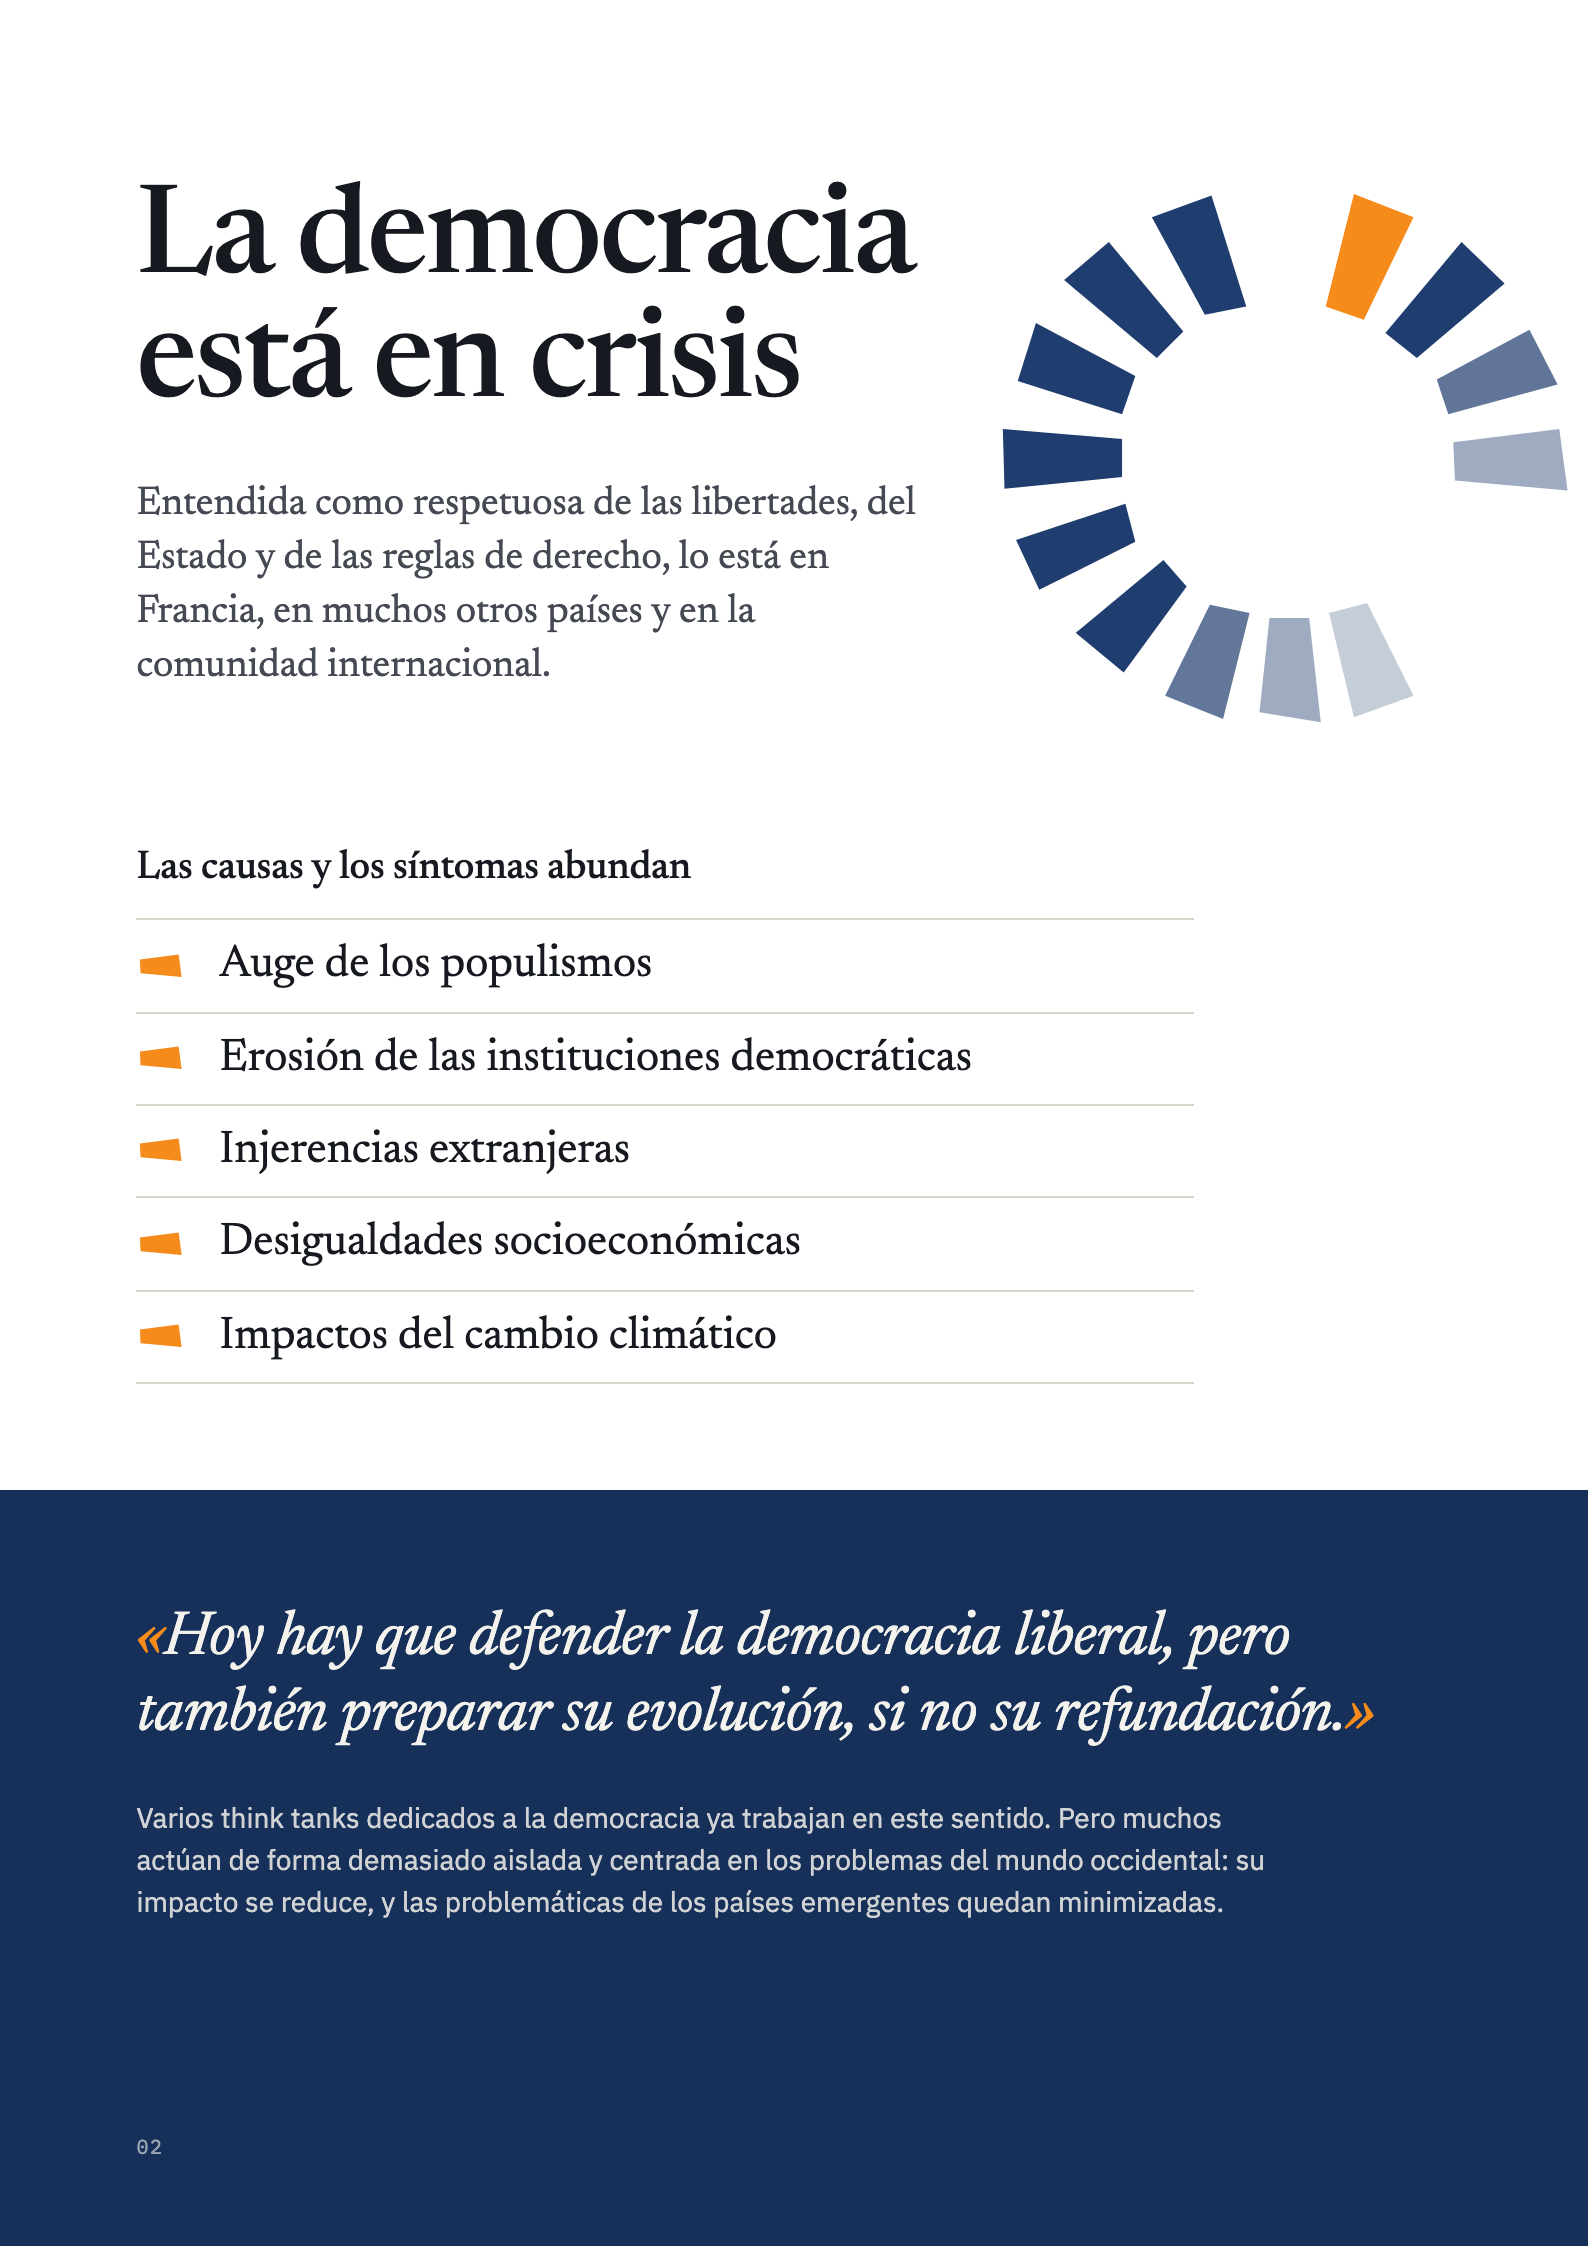 La democracia
está en crisis
Entendida como respetuosa de las libertades, del
Estado y de las reglas de derecho, lo está en
Francia, en muchos otros países y en la
comunidad internacional.
Las causas y los síntomas abundan
Auge de los populismos
Erosión de las instituciones democráticas
Injerencias extranjeras
Desigualdades socioeconómicas
Impactos del cambio climático
«Hoy hay que defender la democracia liberal, pero
también preparar su evolución, si no su refundación.»
Varios think tanks dedicados a la democracia ya trabajan en este sentido. Pero muchos
actúan de forma demasiado aislada y centrada en los problemas del mundo occidental: su
impacto se reduce, y las problemáticas de los países emergentes quedan minimizadas.
02